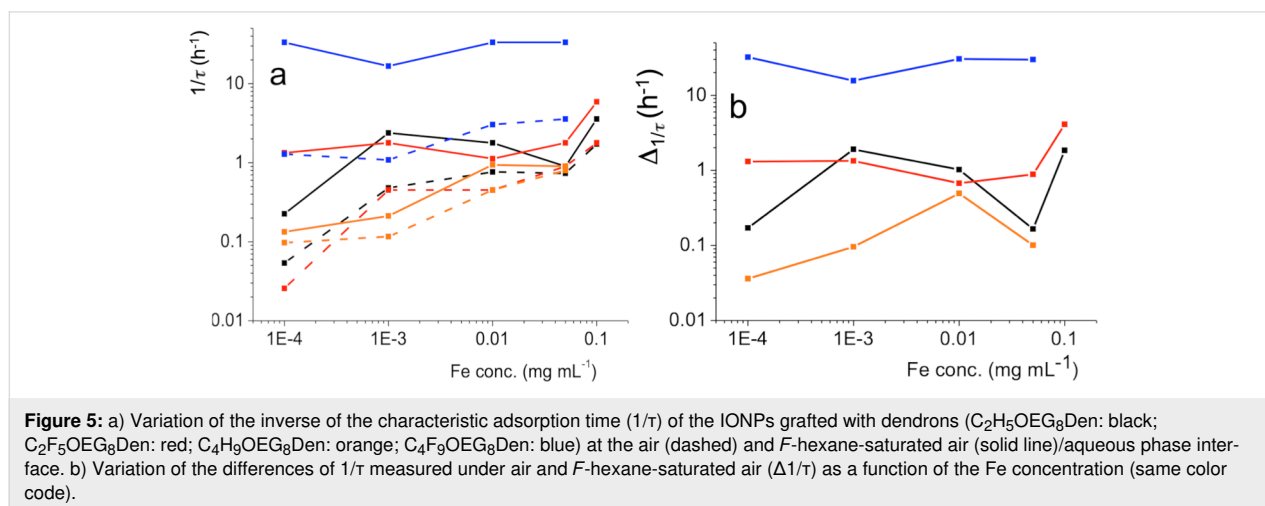 a
1/τ (h-1)
10
1
0.1
0.01
1E-4 1E-3 0.01 0.1
Fe conc. (mg mL-1)
b
Δ1/τ (h-1)
10
1
0.1
0.01
1E-4 1E-3 0.01 0.1
Fe conc. (mg mL-1)
Figure 5: a) Variation of the inverse of the characteristic adsorption time (1/τ) of the IONPs grafted with dendrons (C2H5OEG8Den: black;
C2F5OEG8Den: red; C4H9OEG8Den: orange; C4F9OEG8Den: blue) at the air (dashed) and F-hexane-saturated air (solid line)/aqueous phase inter-
face. b) Variation of the differences of 1/τ measured under air and F-hexane-saturated air (Δ1/τ) as a function of the Fe concentration (same color
code).